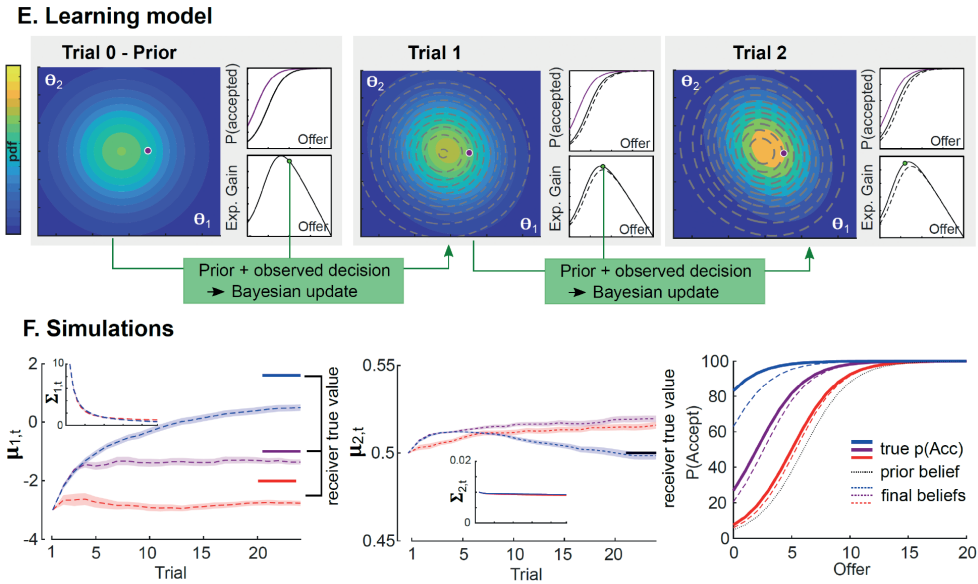 E. Learning model
Trial 0 - Prior
Trial 1
Trial 2
pdf
θ2
θ1
P(accepted)
Offer
Exp. Gain
Offer
θ2
θ1
P(accepted)
Offer
Exp. Gain
Offer
θ2
θ1
P(accepted)
Offer
Exp. Gain
Offer
Prior + observed decision
→ Bayesian update
Prior + observed decision
→ Bayesian update
F. Simulations
μ1,t
2
0
-2
-4
1
5
10
15
20
Trial
Σ1,t
10
5
0
receiver true value
μ2,t
0.55
0.5
0.45
1
5
10
15
20
Trial
Σ2,t
0.02
0
receiver true value
P(Accept)
100
80
60
40
20
0
0
5
10
15
20
Offer
true p(Acc)
prior belief
final beliefs